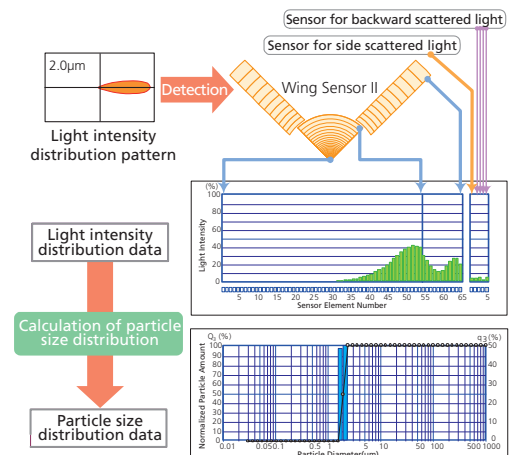 Sensor for backward scattered light
Sensor for side scattered light
2.0µm
Detection
Wing Sensor II
Light intensity
distribution pattern
(%)
100
80
60
40
20
0
Light Intensity
5 10 15 20 25 30 35 40 45 50 55 60 65 5
Sensor Element Number
Light intensity
distribution data
Calculation of particle
size distribution
Particle size
distribution data
Q3 (%)
q3(%)
100
90
80
70
60
50
40
30
20
10
0
Normalized Particle Amount
50
40
30
20
10
0
0.01 0.05 0.1 0.5 1 5 10 50 100 500 1000
Particle Diameter(µm)